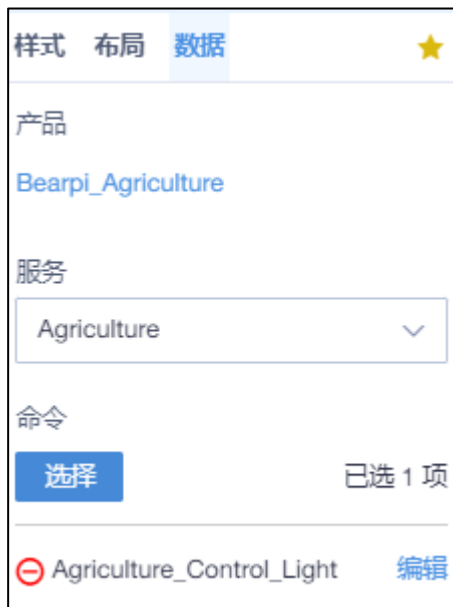 样式 布局 数据
产品
Bearpi_Agriculture
服务
Agriculture
命令
选择 已选 1 项
Agriculture_Control_Light 编辑